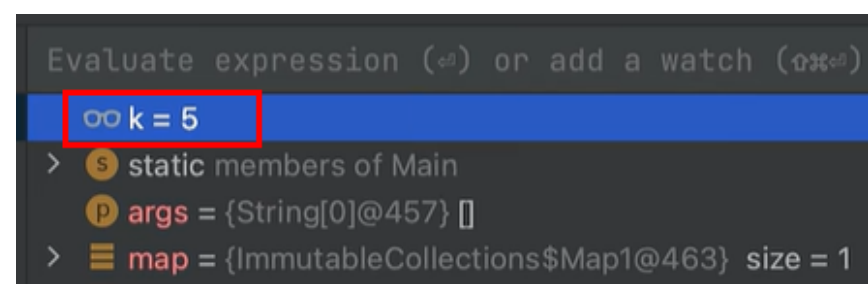 Evaluate expression (⏎) or add a watch (⇧⌘⏎)
k = 5
static members of Main
args = {String[0]@457} []
map = {ImmutableCollections$Map1@463} size = 1